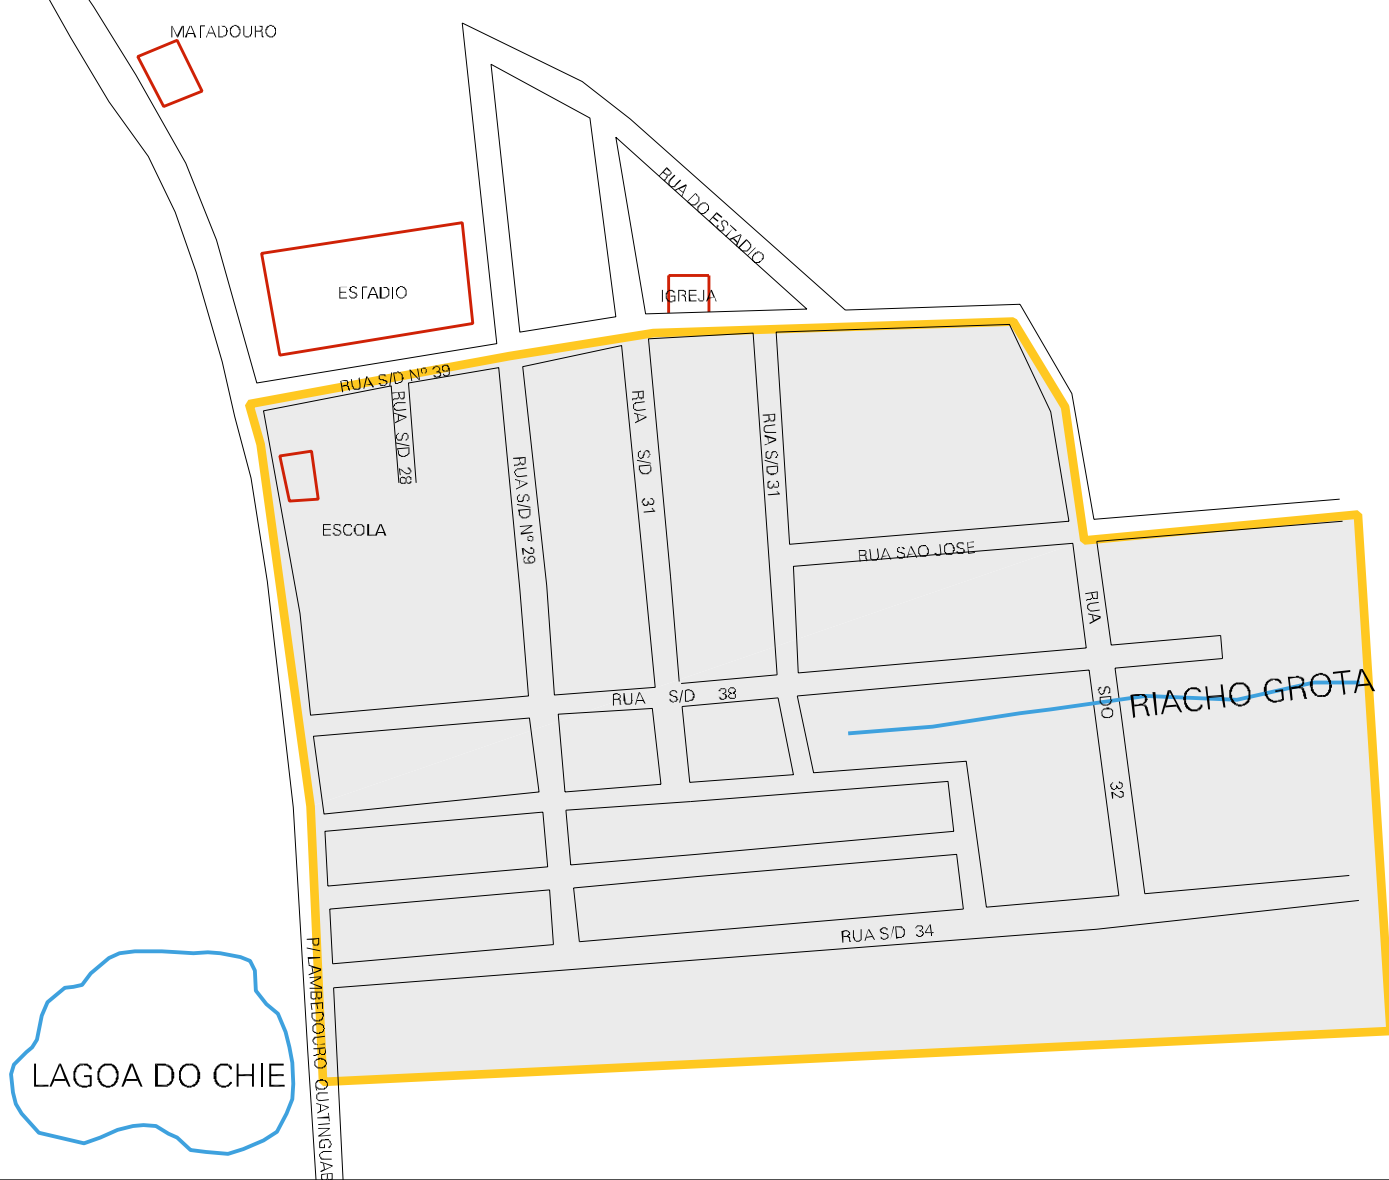 MATADOURO
RUA DO ESTADIO
ESTADIO
IGREJA
RUA S/D Nº 39
RUA S/D 28
RUA S/D 31
RUA S/D 31
RUA S/D Nº 29
ESCOLA
RUA SAO JOSE
RUA SDO 32
RIACHO GROTA
RUA S/D 38
RUA S/D 34
P/ LAMBEDOURO QUATINGUAB
LAGOA DO CHIE